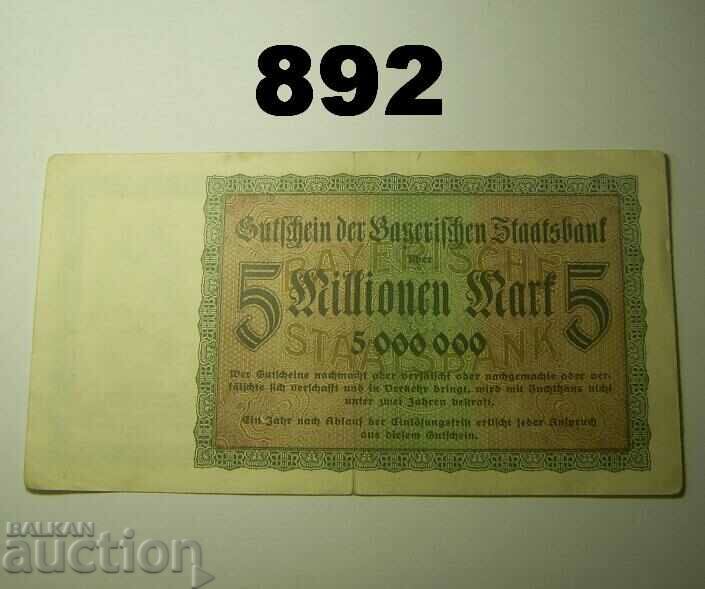 892
Gutschein der Bayerischen Staatsbank
über
BAYERISCHE
5 Millionen Mark 5
5 000 000
STAATSBANK
Wer Gutscheine nachmacht oder verfälscht oder nachgemachte oder ver-
fälschte sich verschafft und in Verkehr bringt, wird mit Zuchthaus nicht
unter zwei Jahren bestraft.
Ein Jahr nach Ablauf der Einlösungsfrist erlischt jeder Anspruch
aus diesem Gutschein.
BALKAN
auction